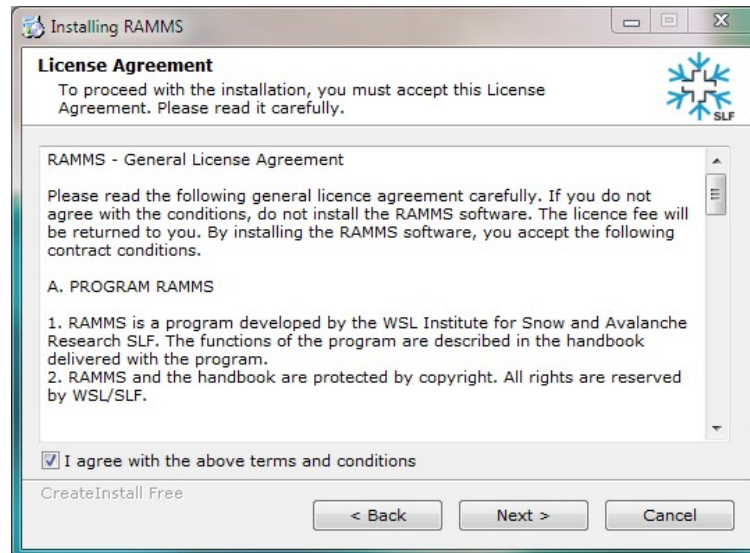 Installing RAMMS
License Agreement
To proceed with the installation, you must accept this License
Agreement. Please read it carefully.
SLF
RAMMS - General License Agreement
Please read the following general licence agreement carefully. If you do not
agree with the conditions, do not install the RAMMS software. The licence fee will
be returned to you. By installing the RAMMS software, you accept the following
contract conditions.
A. PROGRAM RAMMS
1. RAMMS is a program developed by the WSL Institute for Snow and Avalanche
Research SLF. The functions of the program are described in the handbook
delivered with the program.
2. RAMMS and the handbook are protected by copyright. All rights are reserved
by WSL/SLF.
I agree with the above terms and conditions
CreateInstall Free
< Back
Next >
Cancel